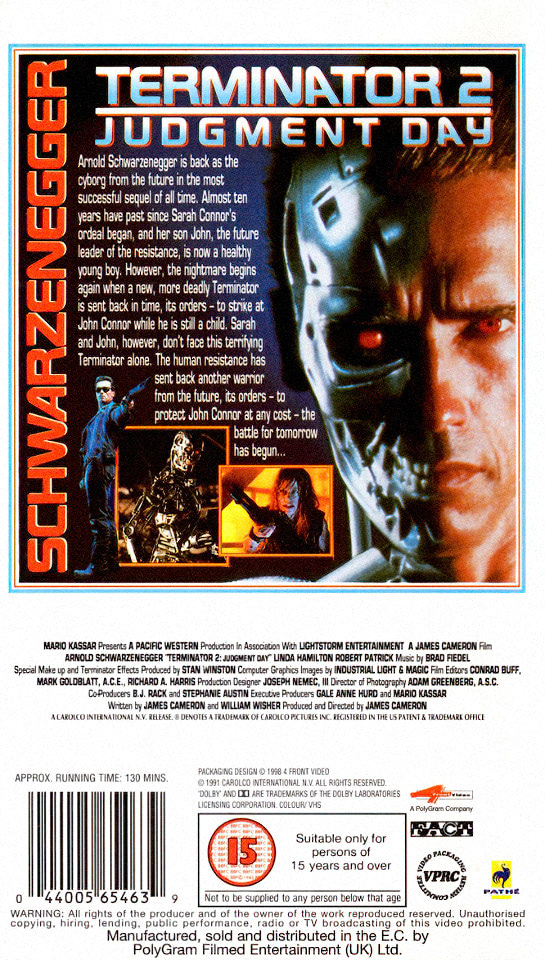 SCHWARZENEGGER
TERMINATOR 2
JUDGMENT DAY
Arnold Schwarzenegger is back as the
cyborg from the future in the most
successful sequel of all time. Almost ten
years have past since Sarah Connor's
ordeal began, and her son John, the future
leader of the resistance, is now a healthy
young boy. However, the nightmare begins
again when a new, more deadly Terminator
is sent back in time, its orders - to strike at
John Connor while he is still a child. Sarah
and John, however, don't face this terrifying
Terminator alone. The human resistance has
sent back another warrior
from the future, its orders - to
protect John Connor at any cost - the
battle for tomorrow
has begun...
MARIO KASSAR Presents A PACIFIC WESTERN Production In Association With LIGHTSTORM ENTERTAINMENT A JAMES CAMERON Film
ARNOLD SCHWARZENEGGER "TERMINATOR 2: JUDGMENT DAY" LINDA HAMILTON ROBERT PATRICK Music by BRAD FIEDEL
Special Make up and Terminator Effects Produced by STAN WINSTON Computer Graphics Images by INDUSTRIAL LIGHT & MAGIC Film Editors CONRAD BUFF,
MARK GOLDBLATT, A.C.E., RICHARD A. HARRIS Production Designer JOSEPH NEMEC, III Director of Photography ADAM GREENBERG, A.S.C.
Co-Producers B.J. RACK and STEPHANIE AUSTIN Executive Producers GALE ANNE HURD and MARIO KASSAR
Written by JAMES CAMERON and WILLIAM WISHER Produced and Directed by JAMES CAMERON
A CAROLCO INTERNATIONAL N.V. RELEASE. ® DENOTES A TRADEMARK OF CAROLCO PICTURES INC. REGISTERED IN THE US PATENT & TRADEMARK OFFICE
APPROX. RUNNING TIME: 130 MINS.
0 44005 65463 9
PACKAGING DESIGN © 1998 4 FRONT VIDEO
© 1991 CAROLCO INTERNATIONAL N.V. ALL RIGHTS RESERVED.
'DOLBY' AND ARE TRADEMARKS OF THE DOLBY LABORATORIES
LICENSING CORPORATION. COLOUR/ VHS
15
Suitable only for
persons of
15 years and over
Not to be supplied to any person below that age
4 Front Video
A PolyGram Company
FACT
VIDEO PACKAGING REVIEW COMMITTEE
VPRC
PATHÉ
WARNING: All rights of the producer and of the owner of the work reproduced reserved. Unauthorised
copying, hiring, lending, public performance, radio or TV broadcasting of this video prohibited.
Manufactured, sold and distributed in the E.C. by
PolyGram Filmed Entertainment (UK) Ltd.